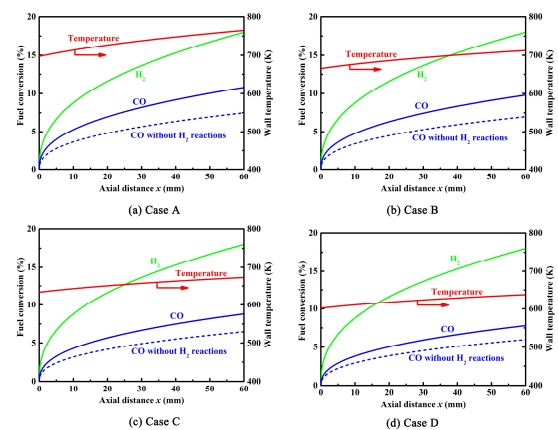 20
15
10
5
0
Fuel conversion (%)
800
700
600
500
400
Wall temperature (K)
Temperature
H2
CO
CO without H2 reactions
0 10 20 30 40 50 60
Axial distance x (mm)
(a) Case A
20
15
10
5
0
Fuel conversion (%)
800
700
600
500
400
Wall temperature (K)
Temperature
H2
CO
CO without H2 reactions
0 10 20 30 40 50 60
Axial distance x (mm)
(b) Case B
20
15
10
5
0
Fuel conversion (%)
800
700
600
500
400
Wall temperature (K)
H2
Temperature
CO
CO without H2 reactions
0 10 20 30 40 50 60
Axial distance x (mm)
(c) Case C
20
15
10
5
0
Fuel conversion (%)
800
700
600
500
400
Wall temperature (K)
H2
Temperature
CO
CO without H2 reactions
0 10 20 30 40 50 60
Axial distance x (mm)
(d) Case D